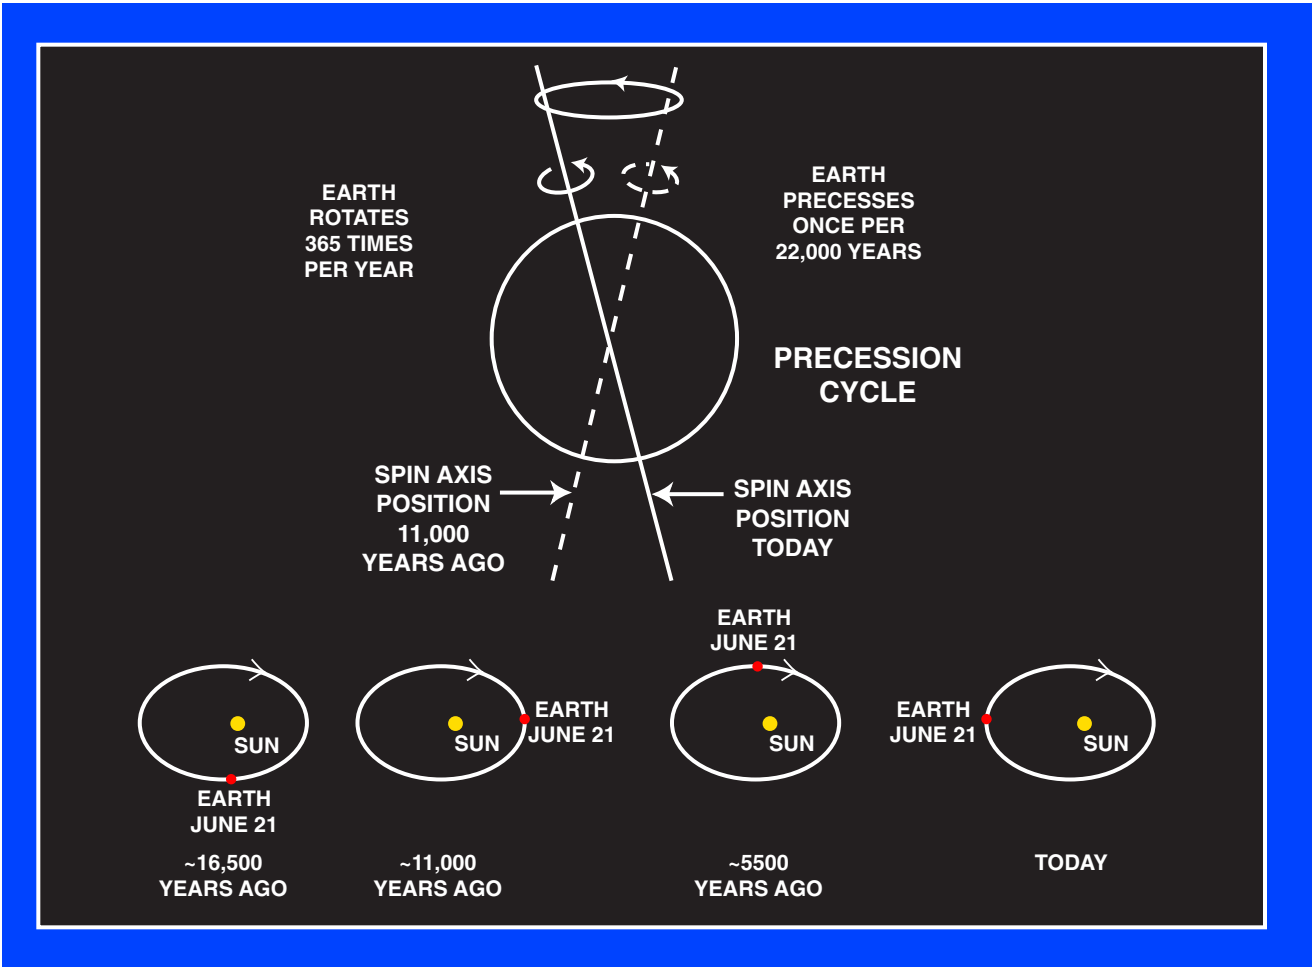 EARTH
ROTATES
365 TIMES
PER YEAR
EARTH
PRECESSES
ONCE PER
22,000 YEARS
PRECESSION
CYCLE
SPIN AXIS
POSITION
11,000
YEARS AGO
SPIN AXIS
POSITION
TODAY
SUN
EARTH
JUNE 21
~16,500
YEARS AGO
SUN
EARTH
JUNE 21
~11,000
YEARS AGO
EARTH
JUNE 21
SUN
~5500
YEARS AGO
EARTH
JUNE 21
SUN
TODAY